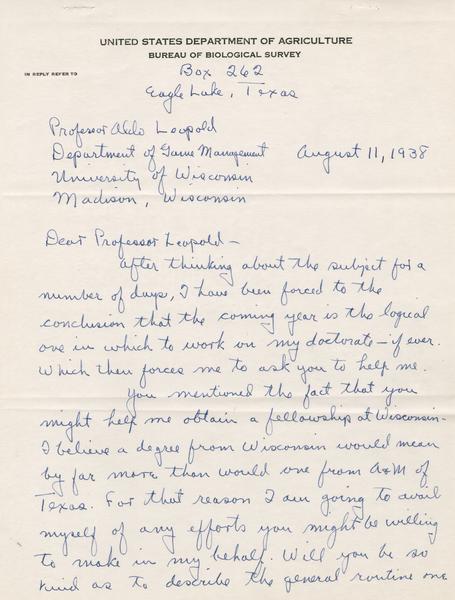 UNITED STATES DEPARTMENT OF AGRICULTURE
BUREAU OF BIOLOGICAL SURVEY
IN REPLY REFER TO
Box 262
Eagle Lake, Texas
Professor Aldo Leopold
Department of Game Management August 11, 1938
University of Wisconsin
Madison, Wisconsin
Dear Professor Leopold—
After thinking about the subject for a
number of days, I have been forced to the
conclusion that the coming year is the logical
one in which to work on my doctorate—if ever.
Which then forces me to ask you to help me.
You mentioned the fact that you
might help me obtain a fellowship at Wisconsin.
I believe a degree from Wisconsin would mean
by far more than would one from A&M of
Texas. For that reason I am going to avail
myself of any efforts you might be willing
to make in my behalf. Will you be so
kind as to describe the general routine one